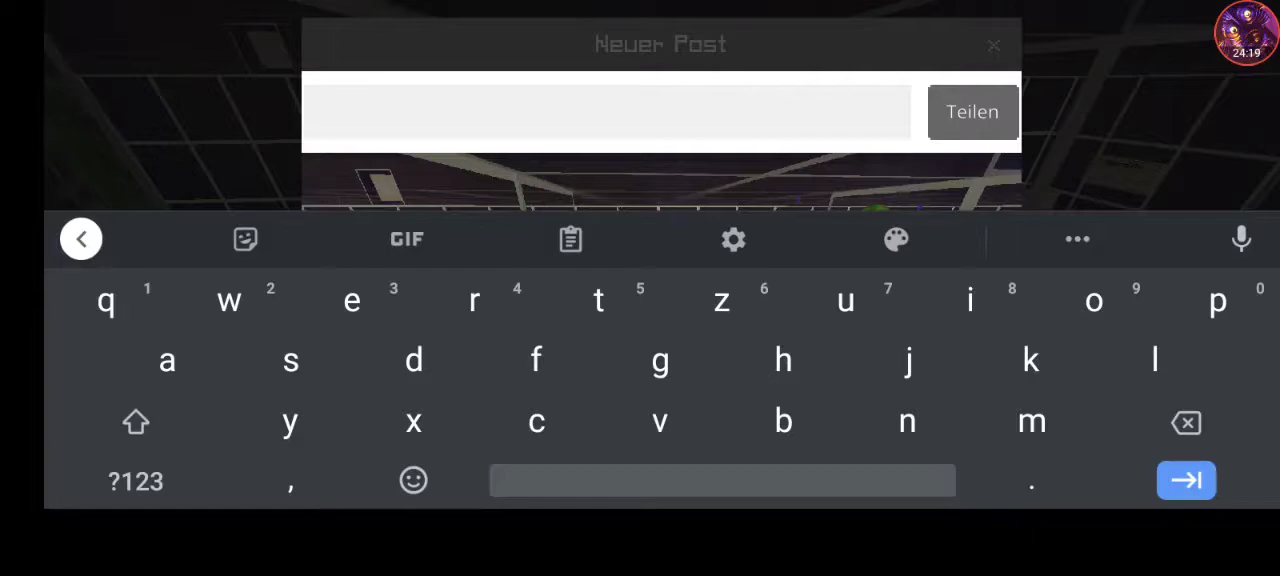 Neuer Post
24:19
Teilen
GIF
q 1 w 2 e 3 r 4 t 5 z 6 u 7 i 8 o 9 p 0
a s d f g h j k l
y x c v b n m
?123 , .